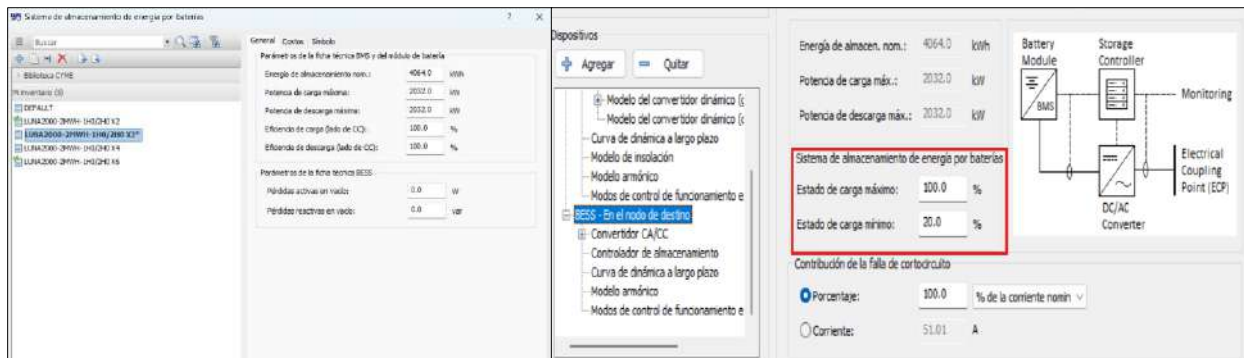 Sistema de almacenamiento de energía por baterías
? X
Buscar
Biblioteca CYME
Inventario (5)
DEFAULT
LUNA2000-2MWH-1H0/2H0 X2
LUNA2000-2MWH-1H0/2H0 X3*
LUNA2000-2MWH-1H0/2H0 X4
LUNA2000-2MWH-1H0/2H0 X6
General Costos Símbolo
Parámetros de la ficha técnica BMS y del módulo de batería
Energía de almacenamiento nom.: 4064.0 kWh
Potencia de carga máxima: 2032.0 kW
Potencia de descarga máxima: 2032.0 kW
Eficiencia de carga (lado de CC): 100.0 %
Eficiencia de descarga (lado de CC): 100.0 %
Parámetros de la ficha técnica BESS
Pérdidas activas en vacío: 0.0 W
Pérdidas reactivas en vacío: 0.0 var
Dispositivos
Agregar Quitar
Modelo del convertidor dinámico (g
Modelo del convertidor dinámico (c
Curva de dinámica a largo plazo
Modelo de insolación
Modelo armónico
Modos de control de funcionamiento e
BESS - En el nodo de destino
Convertidor CA/CC
Controlador de almacenamiento
Curva de dinámica a largo plazo
Modelo armónico
Modos de control de funcionamiento e
Energía de almacen. nom.: 4064.0 kWh
Potencia de carga máx.: 2032.0 kW
Potencia de descarga máx.: 2032.0 kW
Sistema de almacenamiento de energía por baterías
Estado de carga máximo: 100.0 %
Estado de carga mínimo: 20.0 %
Contribución de la falla de cortocircuito
Porcentaje: 100.0 % de la corriente nomin
Corriente: 51.01 A
Battery
Module
Storage
Controller
BMS
Monitoring
Electrical
Coupling
Point (ECP)
DC/AC
Converter